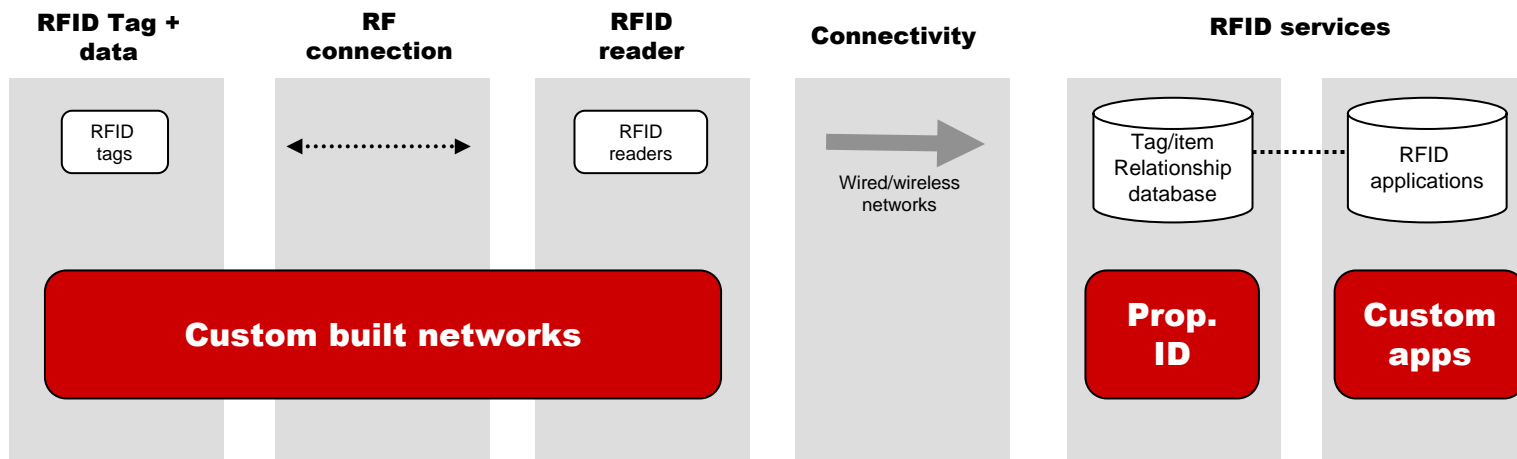 RFID Tag +
data
RF
connection
RFID
reader
Connectivity
RFID services
RFID
tags
RFID
readers
Wired/wireless
networks
Tag/item
Relationship
database
RFID
applications
Custom built networks
Prop.
ID
Custom
apps